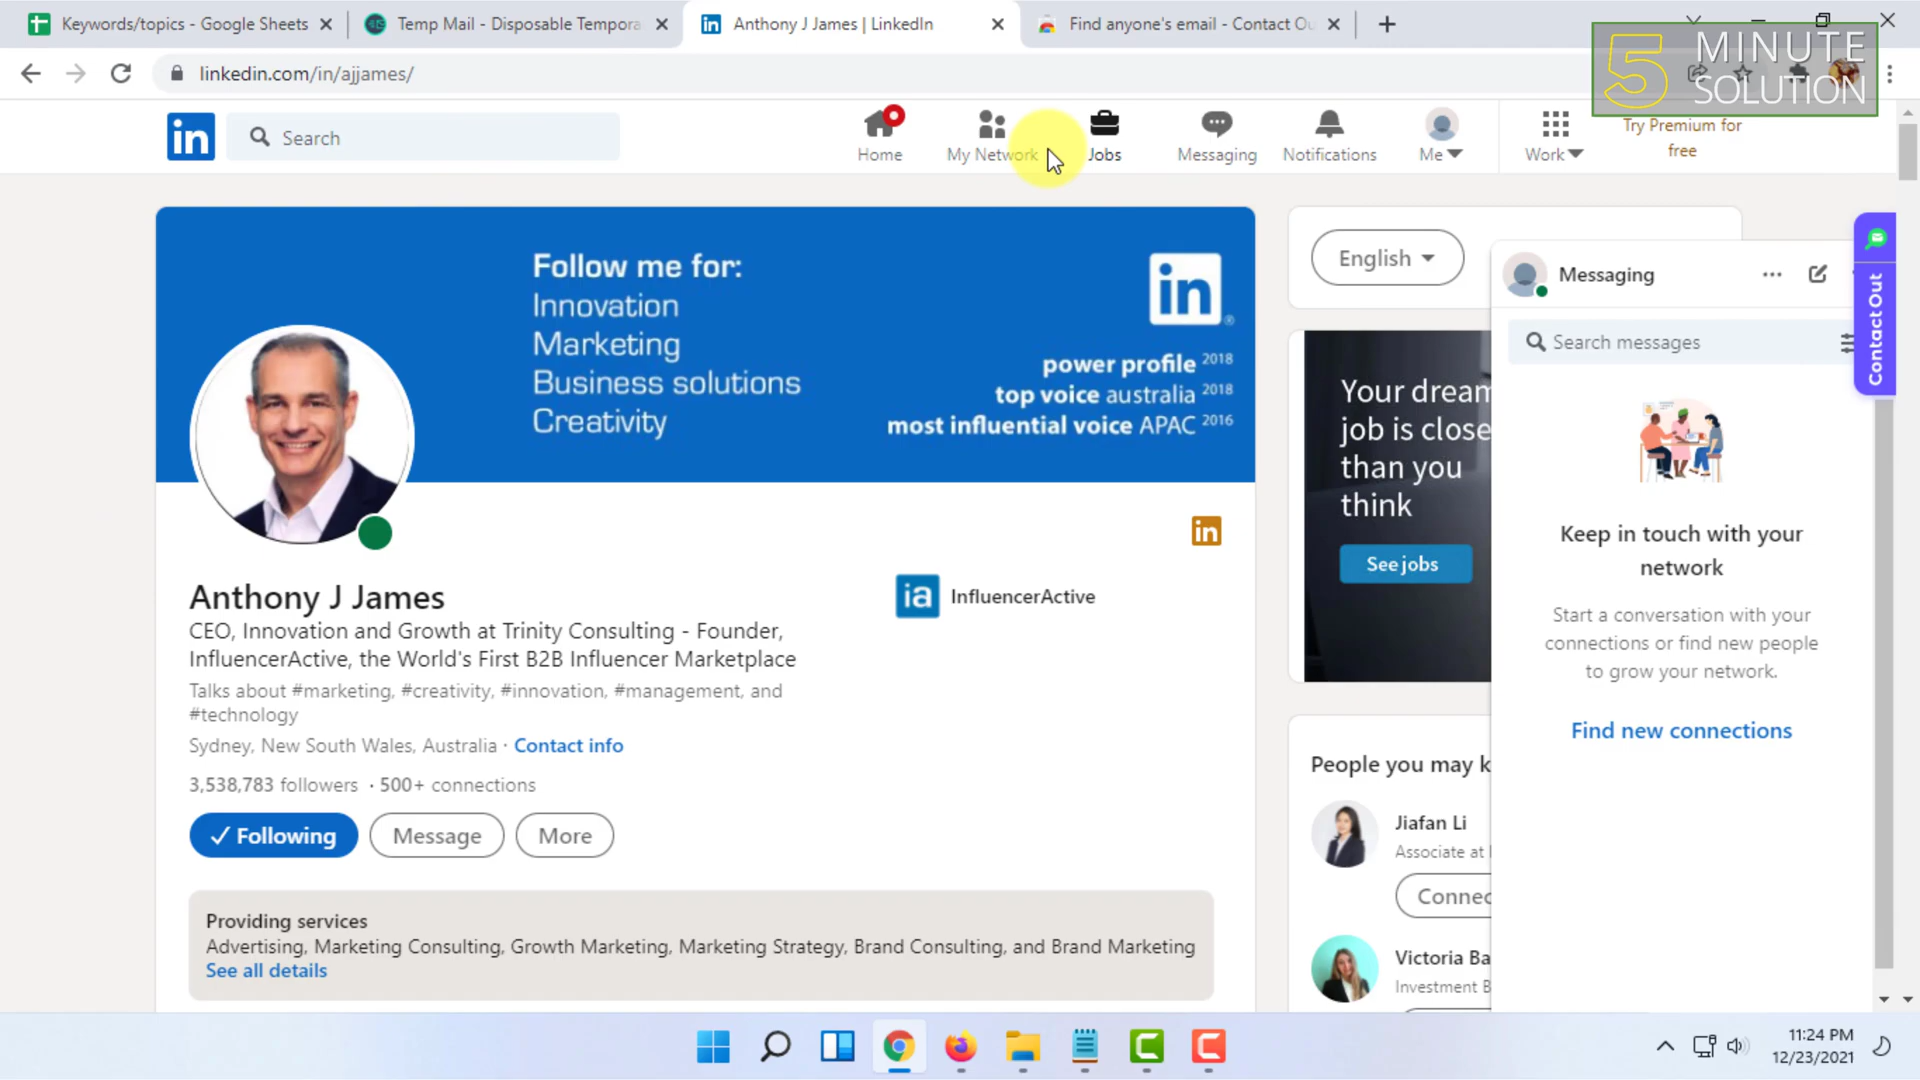 Keywords/topics - Google Sheets
Temp Mail - Disposable Tempora
Anthony J James | LinkedIn
Find anyone's email - Contact Ou
5 MINUTE
SOLUTION
linkedin.com/in/ajjames/
in
Search
Home
My Network
Jobs
Messaging
Notifications
Me
Work
Try Premium for
free
Follow me for:
Innovation
Marketing
Business solutions
Creativity
in
power profile 2018
top voice australia 2018
most influential voice APAC 2016
English
Messaging
Search messages
Contact Out
Your dream
job is close
than you
think
See jobs
Keep in touch with your
network
Start a conversation with your
connections or find new people
to grow your network.
Find new connections
in
Anthony J James
ia InfluencerActive
CEO, Innovation and Growth at Trinity Consulting - Founder,
InfluencerActive, the World's First B2B Influencer Marketplace
Talks about #marketing, #creativity, #innovation, #management, and
#technology
Sydney, New South Wales, Australia · Contact info
3,538,783 followers · 500+ connections
Following
Message
More
People you may k
Jiafan Li
Associate at
Connec
Victoria Ba
Investment B
Providing services
Advertising, Marketing Consulting, Growth Marketing, Marketing Strategy, Brand Consulting, and Brand Marketing
See all details
11:24 PM
12/23/2021